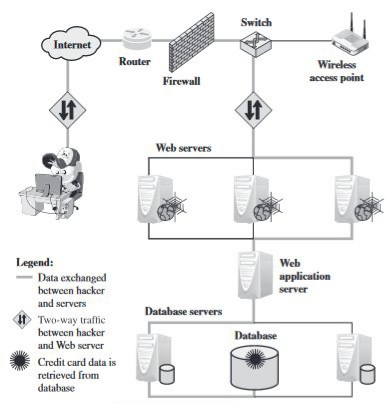 Switch
Internet
Router
Firewall
Wireless
access point
Web servers
Web
application
server
Legend:
Data exchanged
between hacker
and servers
Two-way traffic
between hacker
and Web server
Credit card data is
retrieved from
database
Database servers
Database